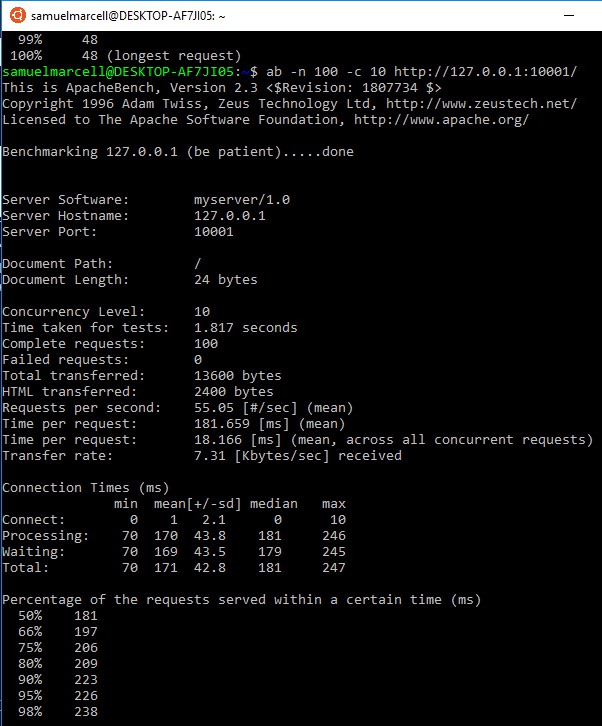 samuelmarcell@DESKTOP-AF7JI05: ~
99% 48
100% 48 (longest request)
samuelmarcell@DESKTOP-AF7JI05:~$ ab -n 100 -c 10 http://127.0.0.1:10001/
This is ApacheBench, Version 2.3 <$Revision: 1807734 $>
Copyright 1996 Adam Twiss, Zeus Technology Ltd, http://www.zeustech.net/
Licensed to The Apache Software Foundation, http://www.apache.org/
Benchmarking 127.0.0.1 (be patient).....done
Server Software: myserver/1.0
Server Hostname: 127.0.0.1
Server Port: 10001
Document Path: /
Document Length: 24 bytes
Concurrency Level: 10
Time taken for tests: 1.817 seconds
Complete requests: 100
Failed requests: 0
Total transferred: 13600 bytes
HTML transferred: 2400 bytes
Requests per second: 55.05 [#/sec] (mean)
Time per request: 181.659 [ms] (mean)
Time per request: 18.166 [ms] (mean, across all concurrent requests)
Transfer rate: 7.31 [Kbytes/sec] received
Connection Times (ms)
min mean[+/-sd] median max
Connect: 0 1 2.1 0 10
Processing: 70 170 43.8 181 246
Waiting: 70 169 43.5 179 245
Total: 70 171 42.8 181 247
Percentage of the requests served within a certain time (ms)
50% 181
66% 197
75% 206
80% 209
90% 223
95% 226
98% 238